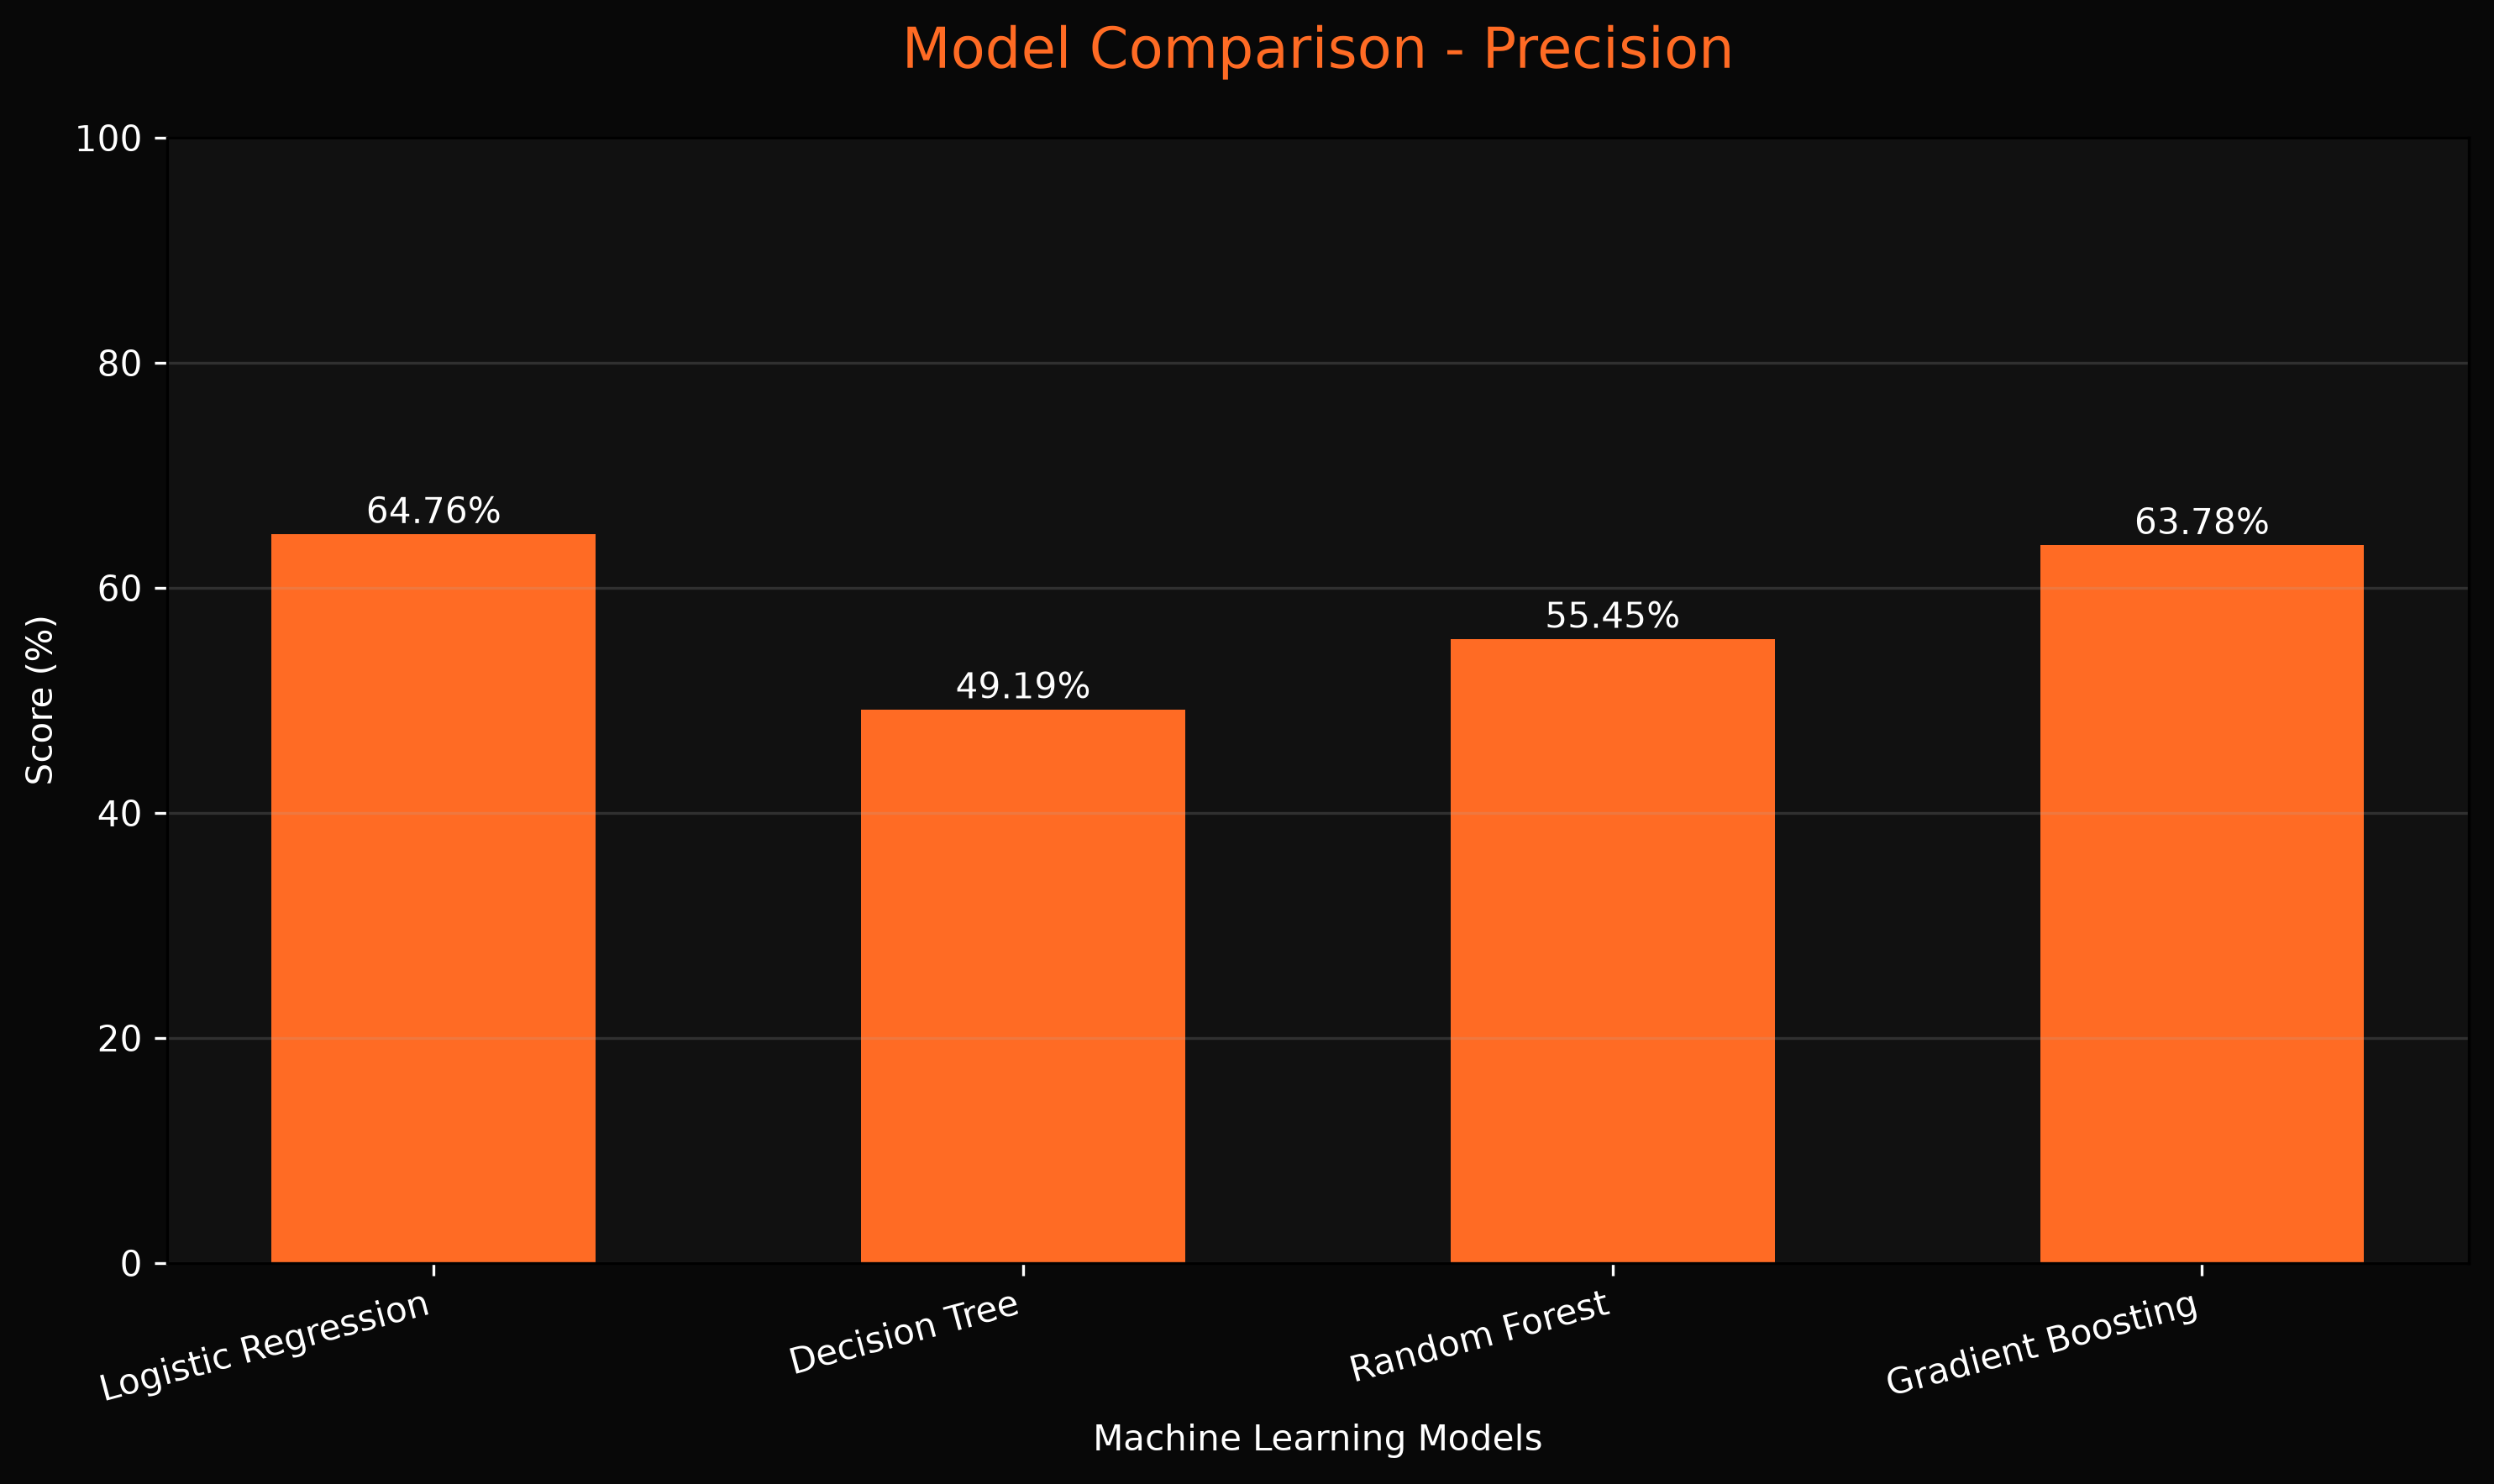 Model Comparison - Precision
100
80
60
40
20
0
Score (%)
64.76%
49.19%
55.45%
63.78%
Logistic Regression
Decision Tree
Random Forest
Gradient Boosting
Machine Learning Models